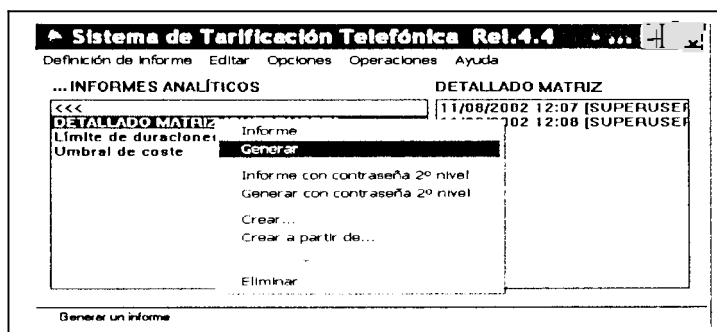 Sistema de Tarificación Telefónica Rel.4.4
Definición de Informe Editar Opciones Operaciones Ayuda
... INFORMES ANALÍTICOS
DETALLADO MATRIZ
<<<
11/08/2002 12:07 [SUPERUSER
DETALLADO MATRIZ
2002 12:08 [SUPERUSER
Límite de duraciones
Umbral de coste
Informe
Generar
Informe con contraseña 2º nivel
Generar con contraseña 2º nivel
Crear...
Crear a partir de...
Eliminar
Generar un informe